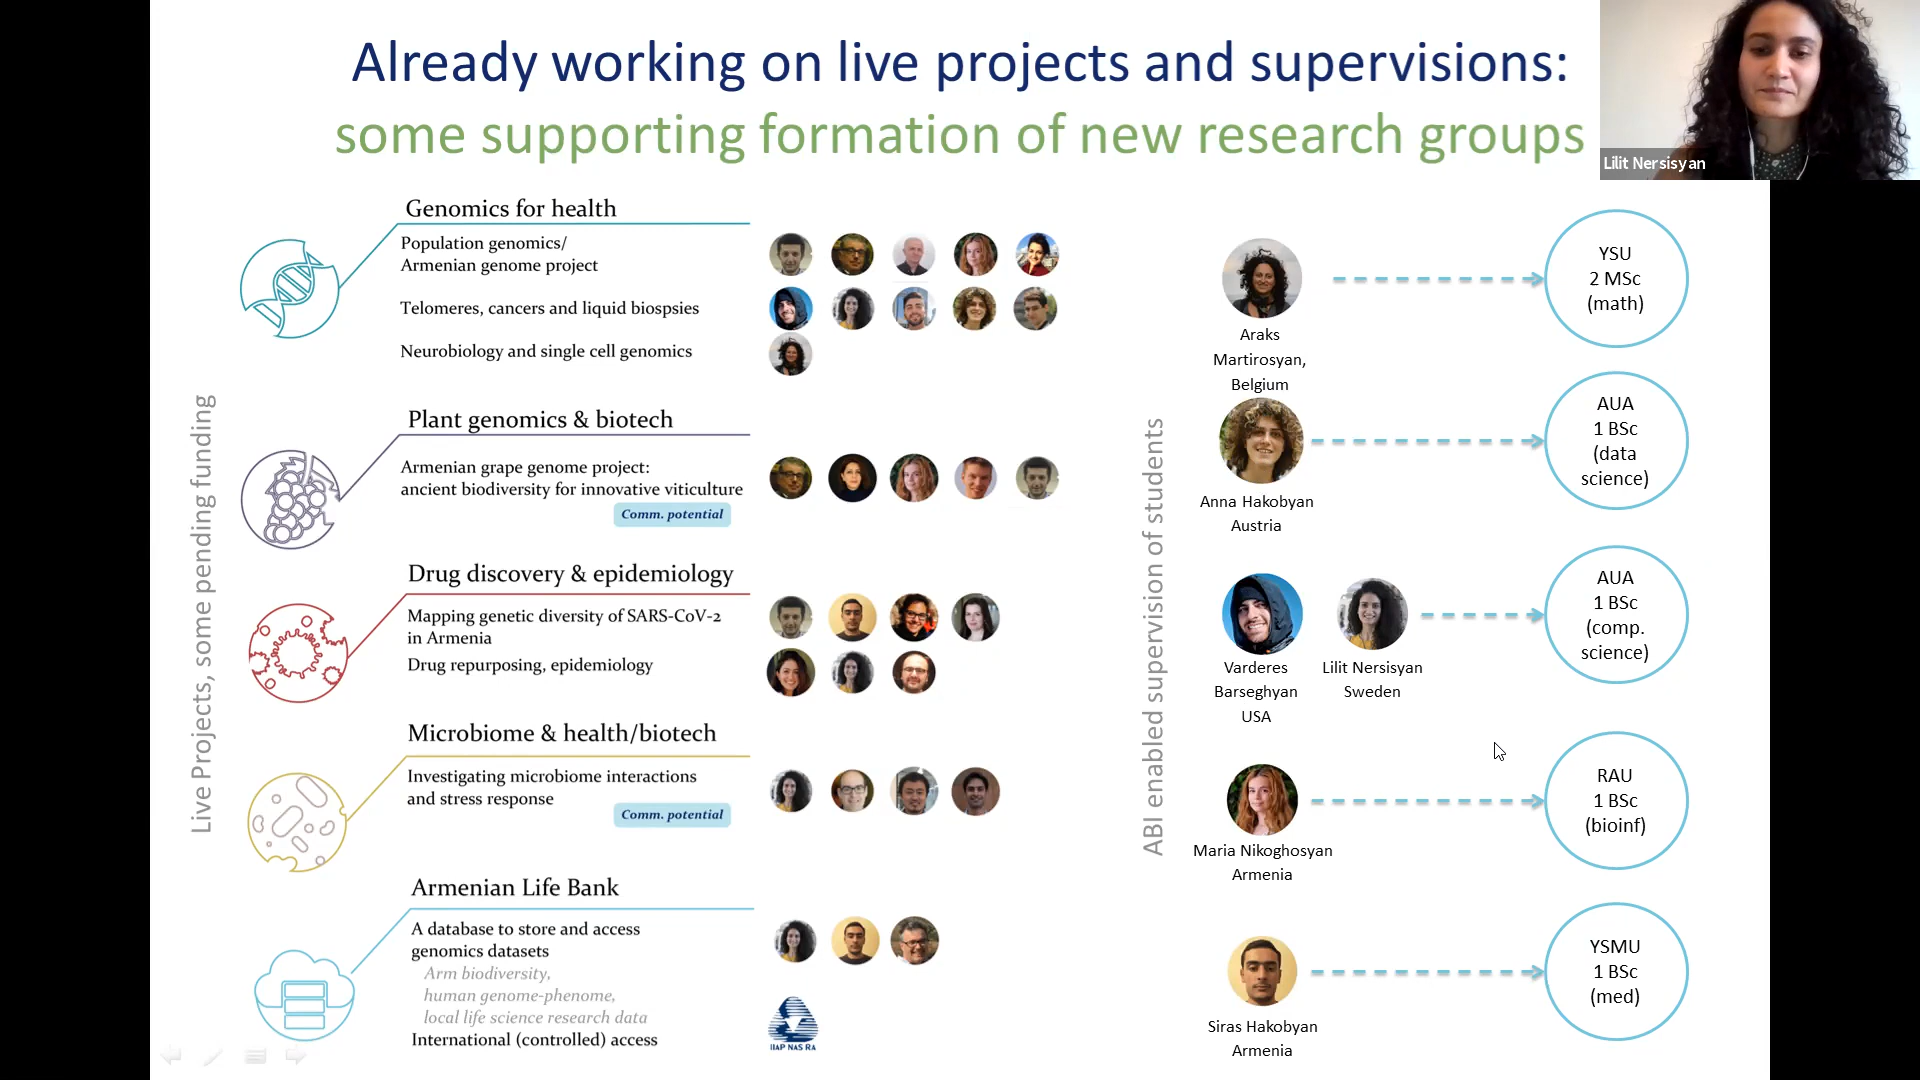 Already working on live projects and supervisions:
some supporting formation of new research groups
Lilit Nersisyan
Live Projects, some pending funding
Genomics for health
Population genomics/
Armenian genome project
Telomeres, cancers and liquid biospsies
Neurobiology and single cell genomics
Plant genomics & biotech
Armenian grape genome project:
ancient biodiversity for innovative viticulture
Comm. potential
Drug discovery & epidemiology
Mapping genetic diversity of SARS-CoV-2
in Armenia
Drug repurposing, epidemiology
Microbiome & health/biotech
Investigating microbiome interactions
and stress response
Comm. potential
Armenian Life Bank
A database to store and access
genomics datasets
Arm biodiversity,
human genome-phenome,
local life science research data
International (controlled) access
IIAP NAS RA
ABI enabled supervision of students
Araks
Martirosyan,
Belgium
YSU
2 MSc
(math)
Anna Hakobyan
Austria
AUA
1 BSc
(data
science)
Varderes
Barseghyan
USA
Lilit Nersisyan
Sweden
AUA
1 BSc
(comp.
science)
Maria Nikoghosyan
Armenia
RAU
1 BSc
(bioinf)
Siras Hakobyan
Armenia
YSMU
1 BSc
(med)